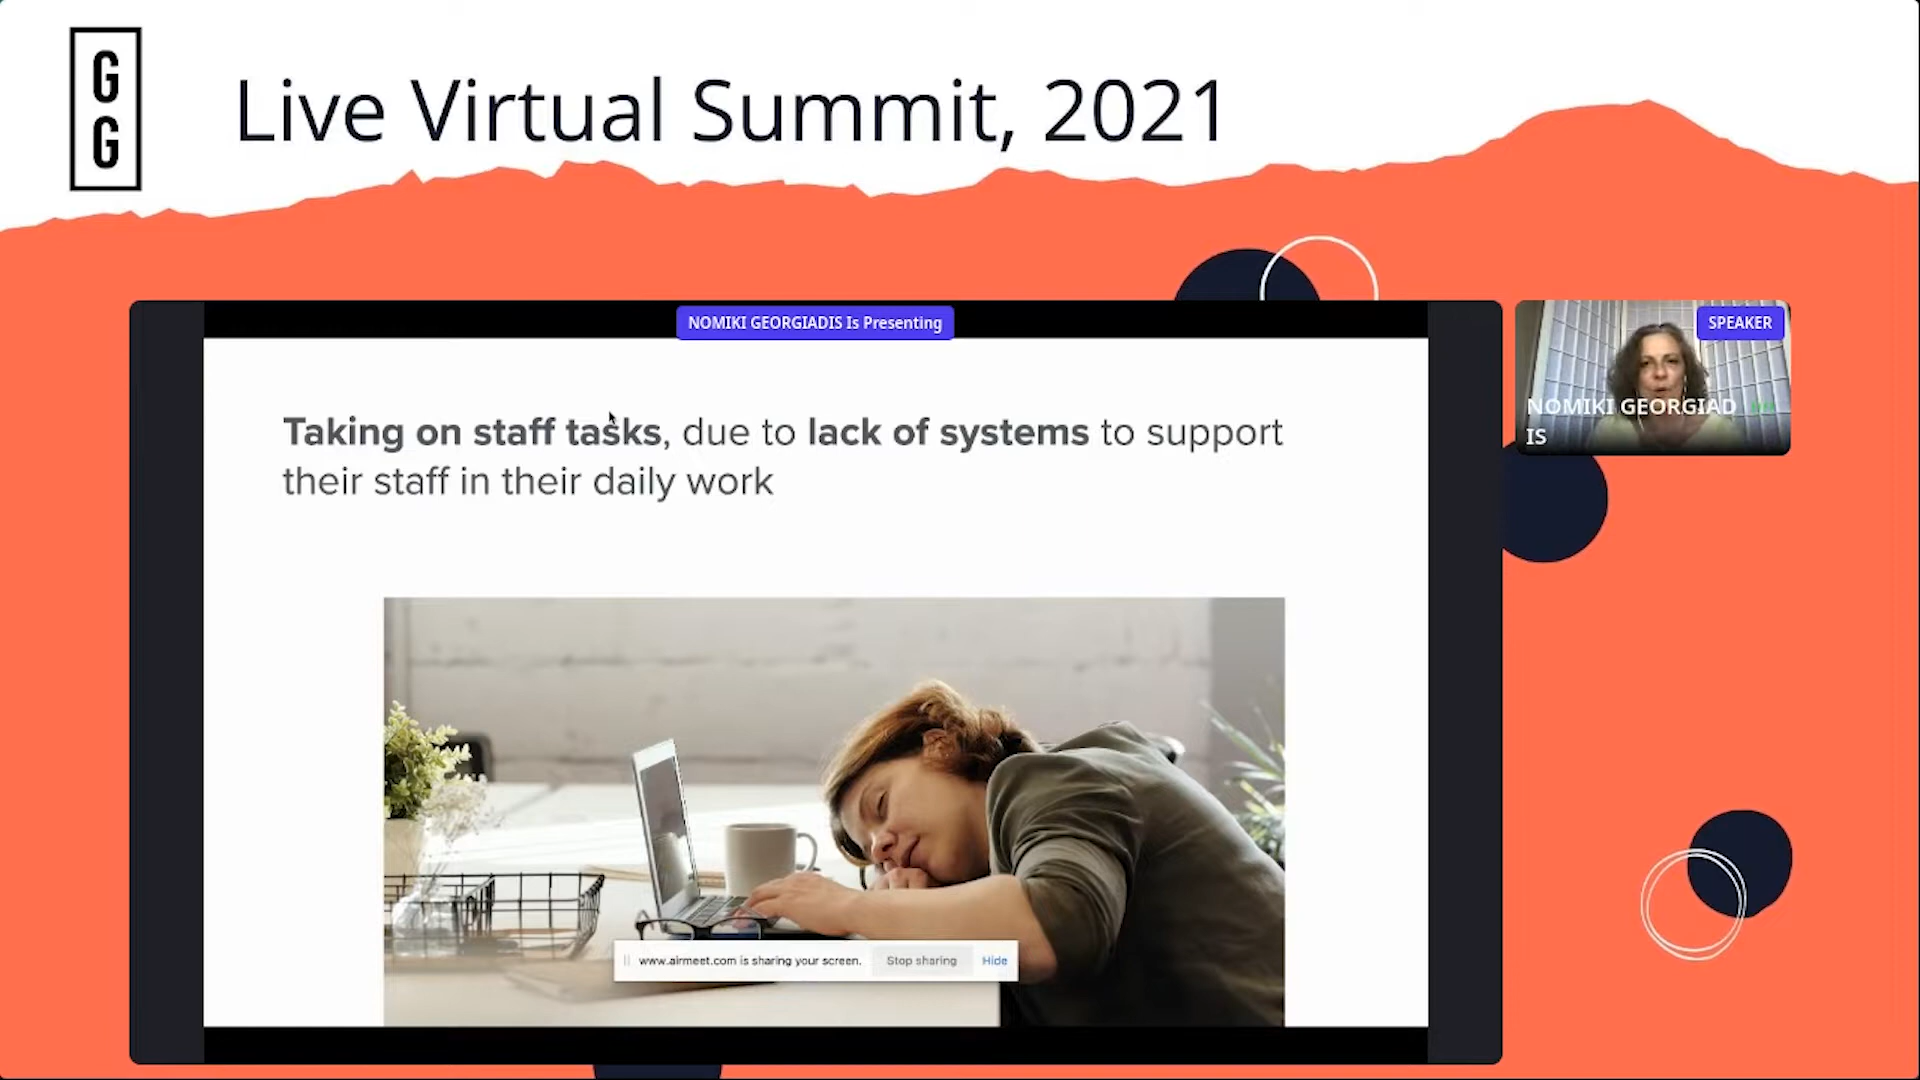 G
G
Live Virtual Summit, 2021
NOMIKI GEORGIADIS Is Presenting
SPEAKER
NOMIKI GEORGIAD
IS
Taking on staff tasks, due to lack of systems to support
their staff in their daily work
www.airmeet.com is sharing your screen. Stop sharing Hide